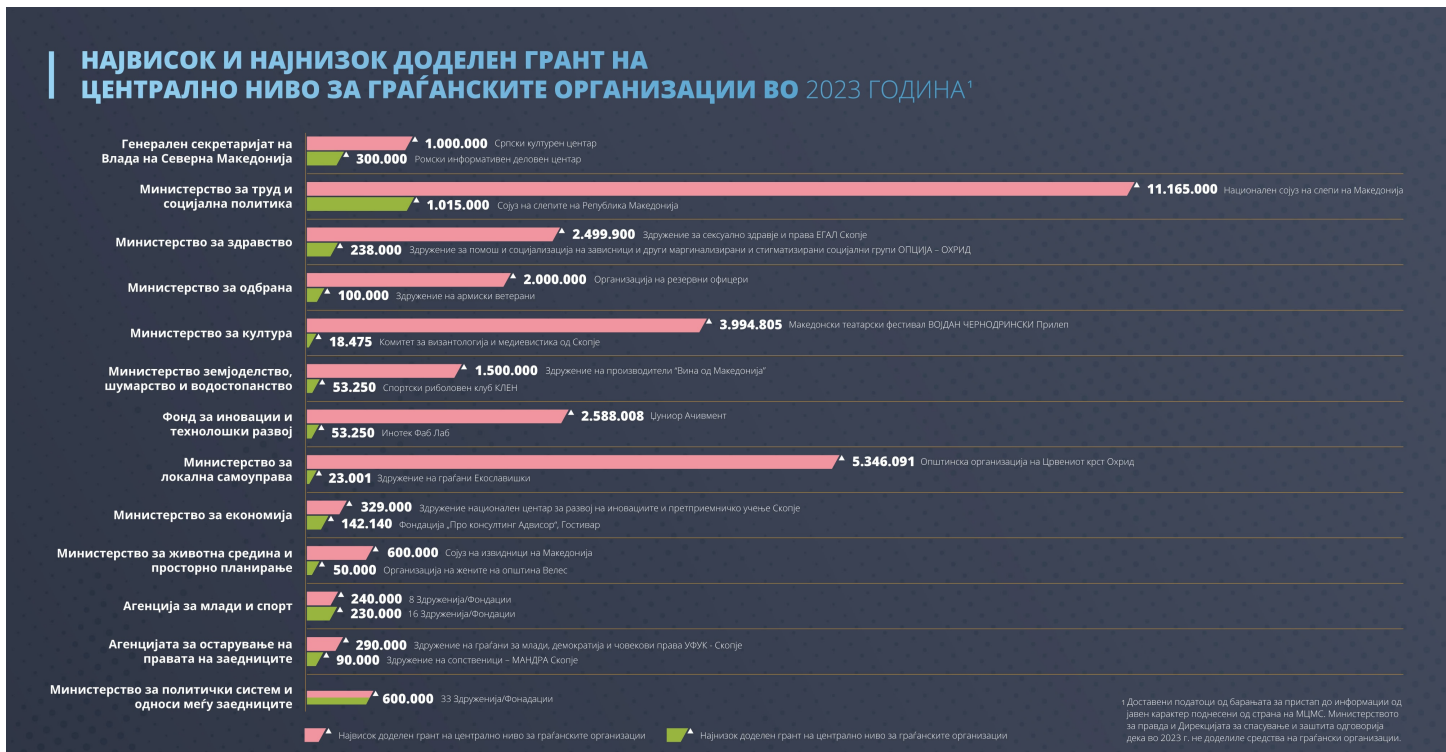 НАЈВИСОК И НАЈНИЗОК ДОДЕЛЕН ГРАНТ НА
ЦЕНТРАЛНО НИВО ЗА ГРАЃАНСКИТЕ ОРГАНИЗАЦИИ ВО 2023 ГОДИНА¹
Генерален секретаријат на
Влада на Северна Македонија
1.000.000 Српски културен центар
300.000 Ромски информативен деловен центар
Министерство за труд и
социјална политика
11.165.000 Национален сојуз на слепи на Македонија
1.015.000 Сојуз на слепите на Република Македонија
Министерство за здравство
2.499.900 Здружение за сексуално здравје и права ЕГАЛ Скопје
238.000 Здружение за помош и социјализација на зависници и други маргинализирани и стигматизирани социјални групи ОПЦИЈА – ОХРИД
Министерство за одбрана
2.000.000 Организација на резервни офицери
100.000 Здружение на армиски ветерани
Министерство за култура
3.994.805 Македонски театарски фестивал ВОЈДАН ЧЕРНОДРИНСКИ Прилеп
18.475 Комитет за византологија и медиевистика од Скопје
Министерство земјоделство,
шумарство и водостопанство
1.500.000 Здружение на производители “Вина од Македонија”
53.250 Спортски риболовен клуб КЛЕН
Фонд за иновации и
технолошки развој
2.588.008 Џуниор Ачивмент
53.250 Инотек Фаб Лаб
Министерство за
локална самоуправа
5.346.091 Општинска организација на Црвениот крст Охрид
23.001 Здружение на граѓани Екославишки
Министерство за економија
329.000 Здружение национален центар за развој на иновациите и претприемничко учење Скопје
142.140 Фондација „Про консултинг Адвисор“, Гостивар
Министерство за животна средина и
просторно планирање
600.000 Сојуз на извидници на Македонија
50.000 Организација на жените на општина Велес
Агенција за млади и спорт
240.000 8 Здруженија/Фондации
230.000 16 Здруженија/Фондации
Агенцијата за остарување на
правата на заедниците
290.000 Здружение на граѓани за млади, демократија и човекови права УФУК - Скопје
90.000 Здружение на сопственици – МАНДРА Скопје
Министерство за политички систем и
односи меѓу заедниците
600.000 33 Здруженија/Фонадации
Највисок доделен грант на централно ниво за граѓанските организации
Најнизок доделен грант на централно ниво за граѓанските организации
¹ Доставени податоци од барањата за пристап до информации од
јавен карактер поднесени од страна на МЦМС. Министерството
за правда и Дирекцијата за спасување и заштита одговорија
дека во 2023 г. не доделиле средства на граѓански организации.